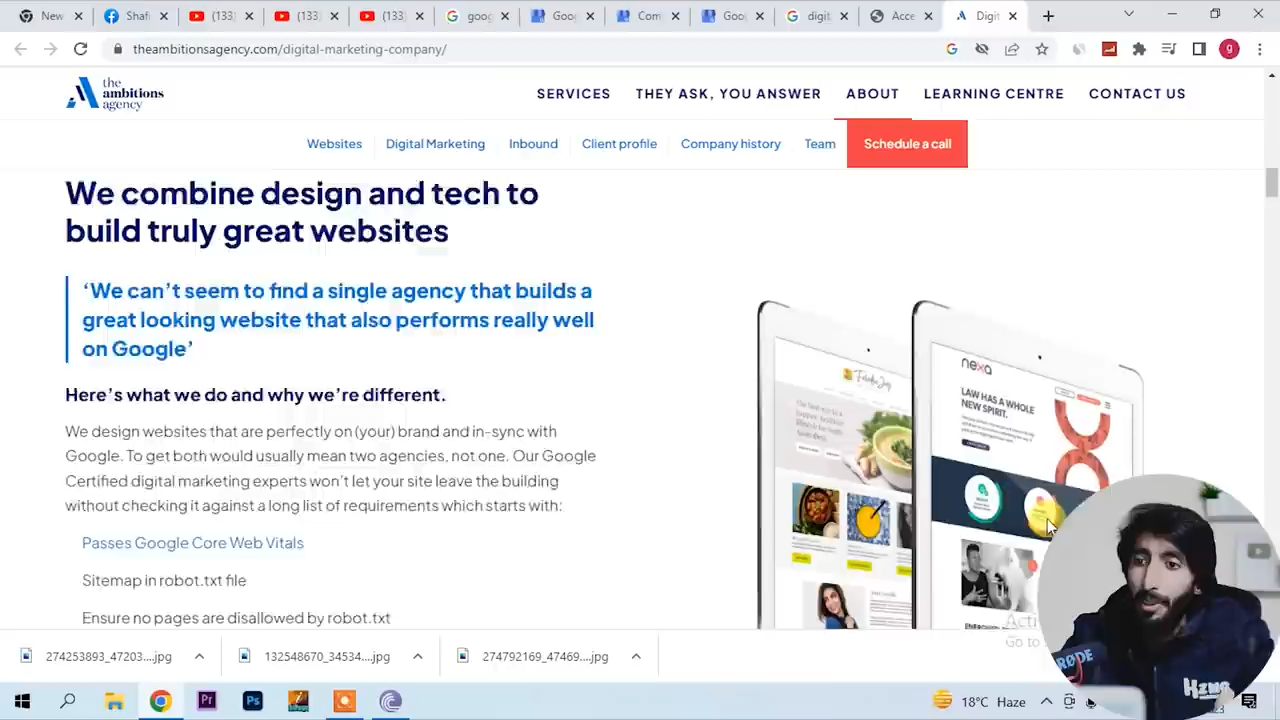 New
Shafi
(133)
(133)
(133)
goog
Goog
Com
Goog
digit
Acce
Digit
theambitionsagency.com/digital-marketing-company/
g
the
ambitions
agency
SERVICES
THEY ASK, YOU ANSWER
ABOUT
LEARNING CENTRE
CONTACT US
Websites
Digital Marketing
Inbound
Client profile
Company history
Team
Schedule a call
We combine design and tech to
build truly great websites
‘We can’t seem to find a single agency that builds a
great looking website that also performs really well
on Google’
Here’s what we do and why we’re different.
We design websites that are perfectly on (your) brand and in-sync with
Google. To get both would usually mean two agencies, not one. Our Google
Certified digital marketing experts won’t let your site leave the building
without checking it against a long list of requirements which starts with:
Passes Google Core Web Vitals
Sitemap in robot.txt file
Ensure no pages are disallowed by robot.txt
nexa
LAW HAS A WHOLE
NEW SPIRIT.
Acti
Go to
RØDE
274253893_47203....jpg
132548670_34534....jpg
274792169_47469....jpg
Pr
Ps
18°C Haze